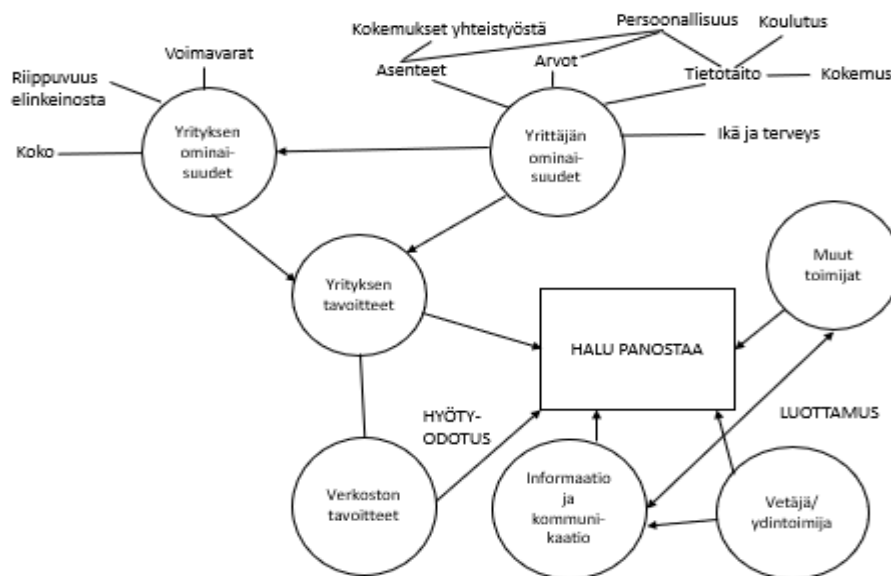 Kokemukset yhteistyöstä
Persoonallisuus
Koulutus
Voimavarat
Riippuvuus
elinkeinosta
Asenteet
Arvot
Tietotaito
Kokemus
Koko
Yrityksen
ominai-
suudet
Yrittäjän
ominai-
suudet
Ikä ja terveys
Yrityksen
tavoitteet
Muut
toimijat
HALU PANOSTAA
HYÖTY-
ODOTUS
LUOTTAMUS
Verkoston
tavoitteet
Informaatio
ja
kommuni-
kaatio
Vetäjä/
ydintoimija